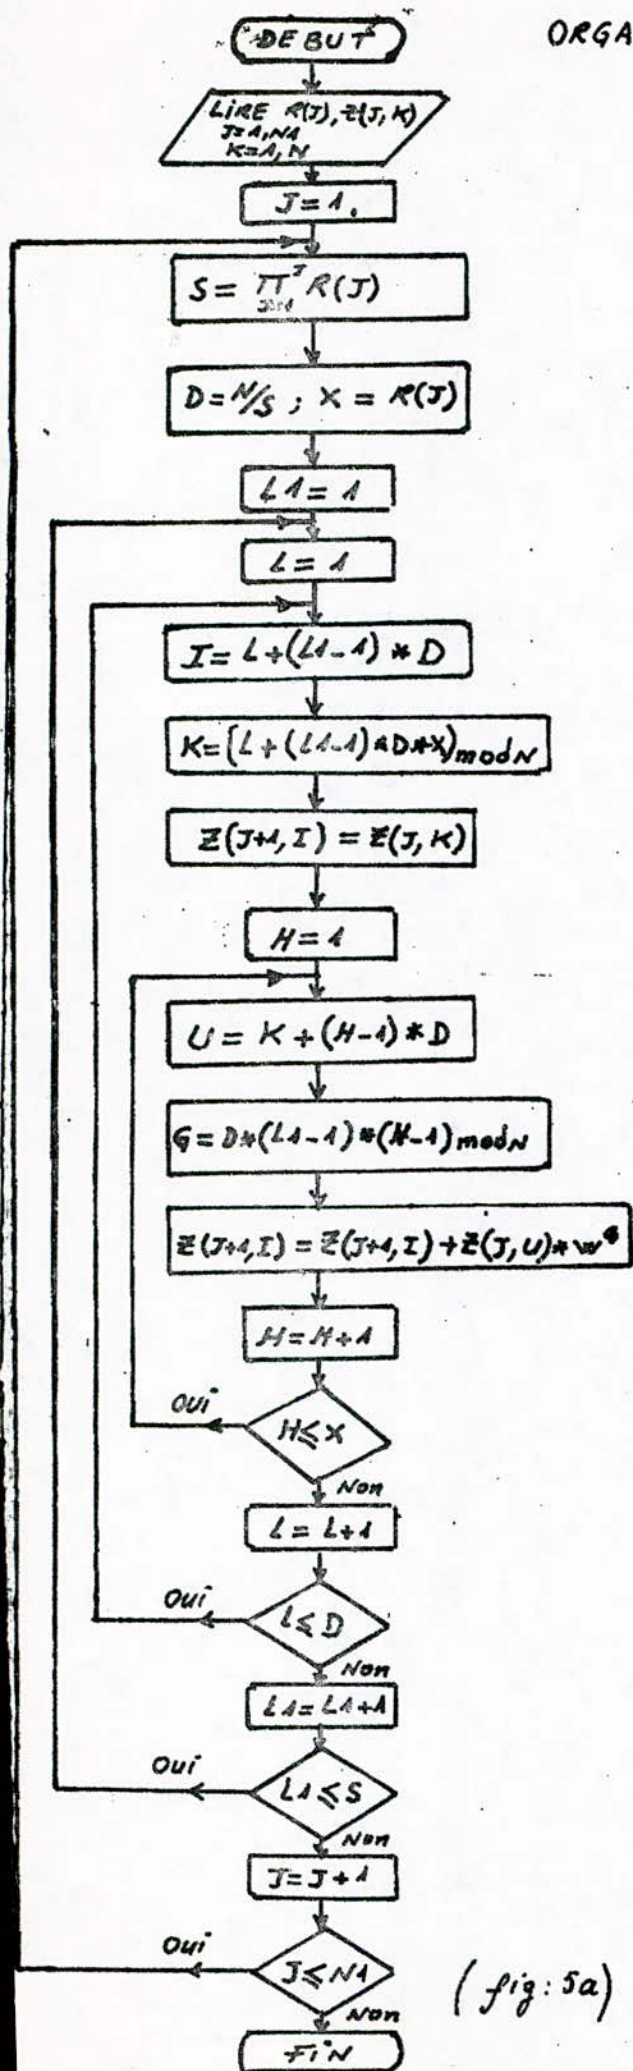 DEBUT
ORGA
LIRE R(J), Z(J,K)
J=1,N1
K=1,N
J=1.
S = ∏ R(J)
D=N/S ; X = R(J)
L1 = 1
L = 1
I = L+(L1-1) * D
K=(L+(L1-1)*D*X)modN
Z(J+1,I) = Z(J,K)
H=1
U = K + (H-1) * D
G=D*(L1-1)*(H-1)modN
Z(J+1,I) = Z(J+1,I)+Z(J,U)*W^G
H=H+1
Oui
H≤X
Non
L=L+1
Oui
L≤D
Non
L1=L1+1
Oui
L1≤S
Non
J=J+1
Oui
J≤N1
(fig: 5a)
Non
FIN